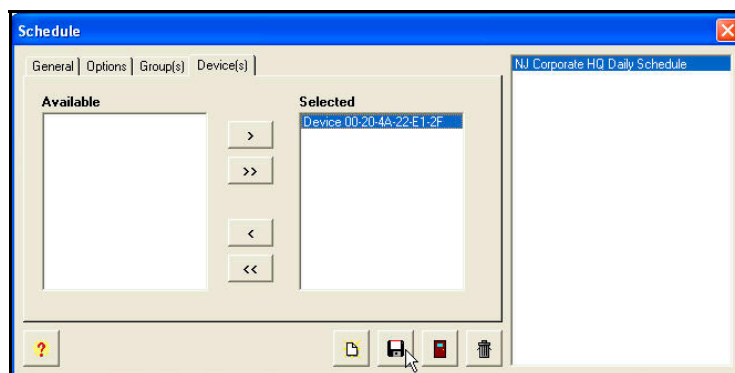 Schedule
General Options Group(s) Device(s)
Available
Selected
Device 00-20-4A-22-E1-2F
>
>>
<
<<
?
NJ Corporate HQ Daily Schedule